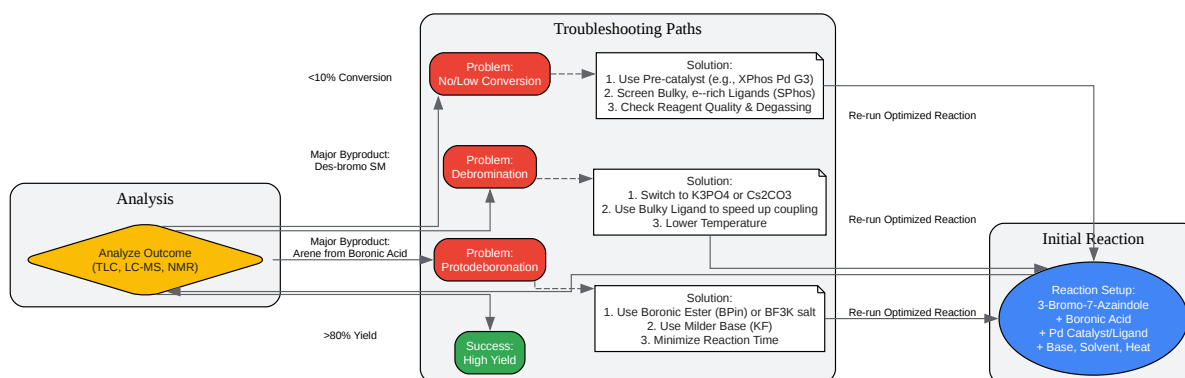 Troubleshooting Paths
Problem:
No/Low Conversion
Solution:
1. Use Pre-catalyst (e.g., XPhos Pd G3)
2. Screen Bulky, e--rich Ligands (SPhos)
3. Check Reagent Quality & Degassing
<10% Conversion
Re-run Optimized Reaction
Major Byproduct:
Des-bromo SM
Problem:
Debromination
Solution:
1. Switch to K3PO4 or Cs2CO3
2. Use Bulky Ligand to speed up coupling
3. Lower Temperature
Re-run Optimized Reaction
Analysis
Analyze Outcome
(TLC, LC-MS, NMR)
Major Byproduct:
Arene from Boronic Acid
Problem:
Protodeboronation
Solution:
1. Use Boronic Ester (BPin) or BF3K salt
2. Use Milder Base (KF)
3. Minimize Reaction Time
Re-run Optimized Reaction
Initial Reaction
Reaction Setup:
3-Bromo-7-Azaindole
+ Boronic Acid
+ Pd Catalyst/Ligand
+ Base, Solvent, Heat
>80% Yield
Success:
High Yield